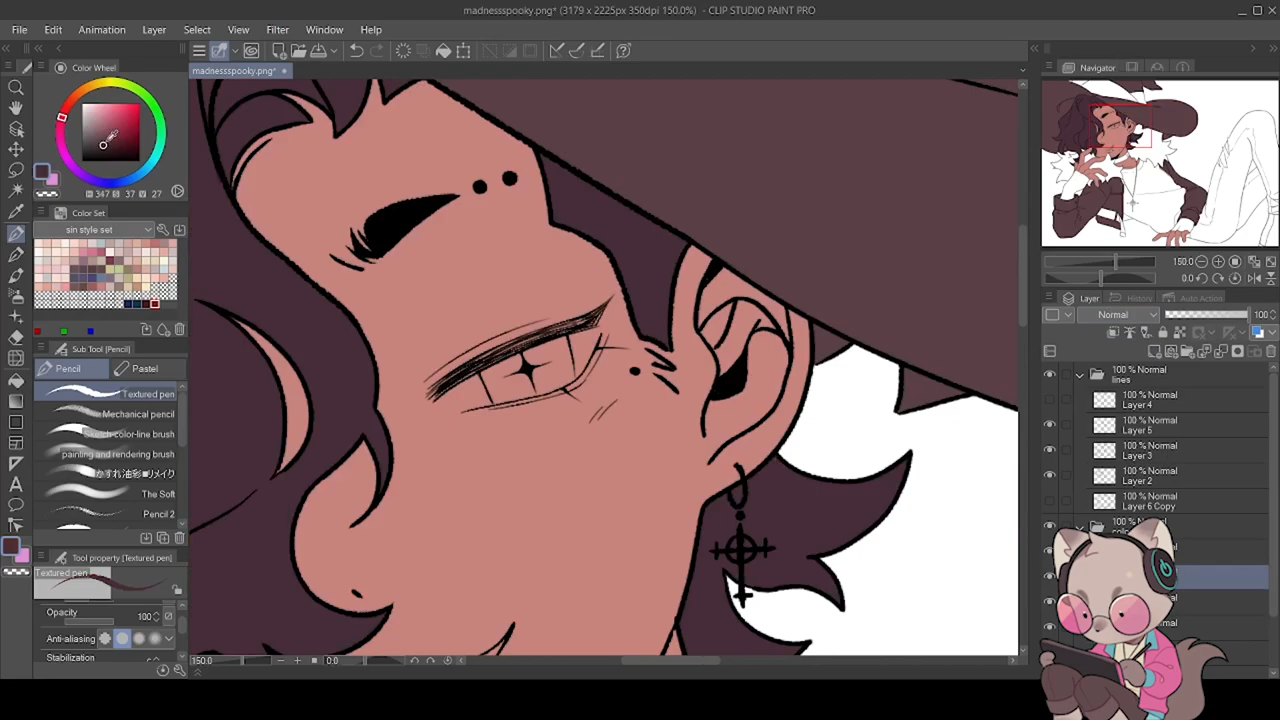 madnessspooky.png* (3179 x 2225px 350dpi 150.0%) - CLIP STUDIO PAINT PRO
File Edit Animation Layer Select View Filter Window Help
madnessspooky.png*
Color Wheel
H 347 S 37 V 27
Color Set
sin style set
Sub Tool [Pencil]
Pencil Pastel
Textured pen
Mechanical pencil
Sketch color-line brush
painting and rendering brush
かすれ油彩■リメイク
The Soft
Pencil 2
Tool property [Textured pen]
Textured pen
Opacity 100
Anti-aliasing
Stabilization
150.0 0.0
Navigator
150.0
0.0
Layer History Auto Action
Normal 100
100 % Normal
lines
100 % Normal
Layer 4
100 % Normal
Layer 5
100 % Normal
Layer 3
100 % Normal
Layer 2
100 % Normal
Layer 6 Copy
100 %